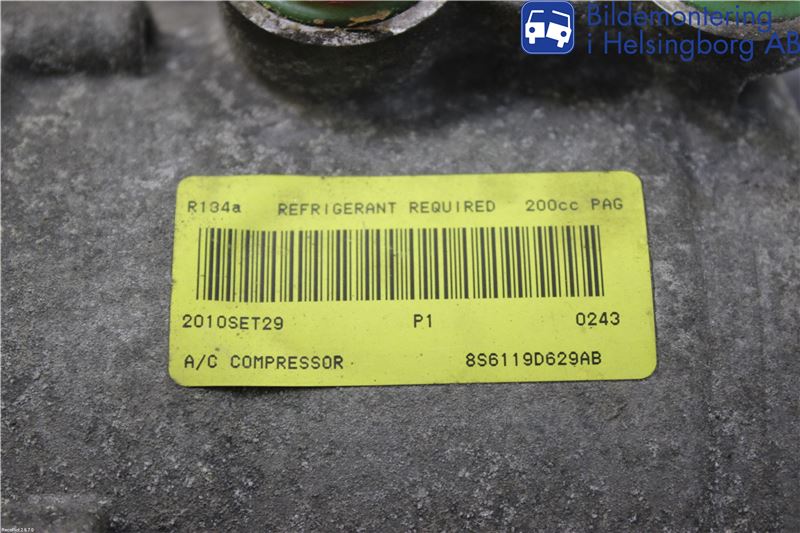 Bildemontering
i Helsingborg AB
R134a REFRIGERANT REQUIRED 200cc PAG
2010SET29 P1 0243
A/C COMPRESSOR 8S6119D629AB